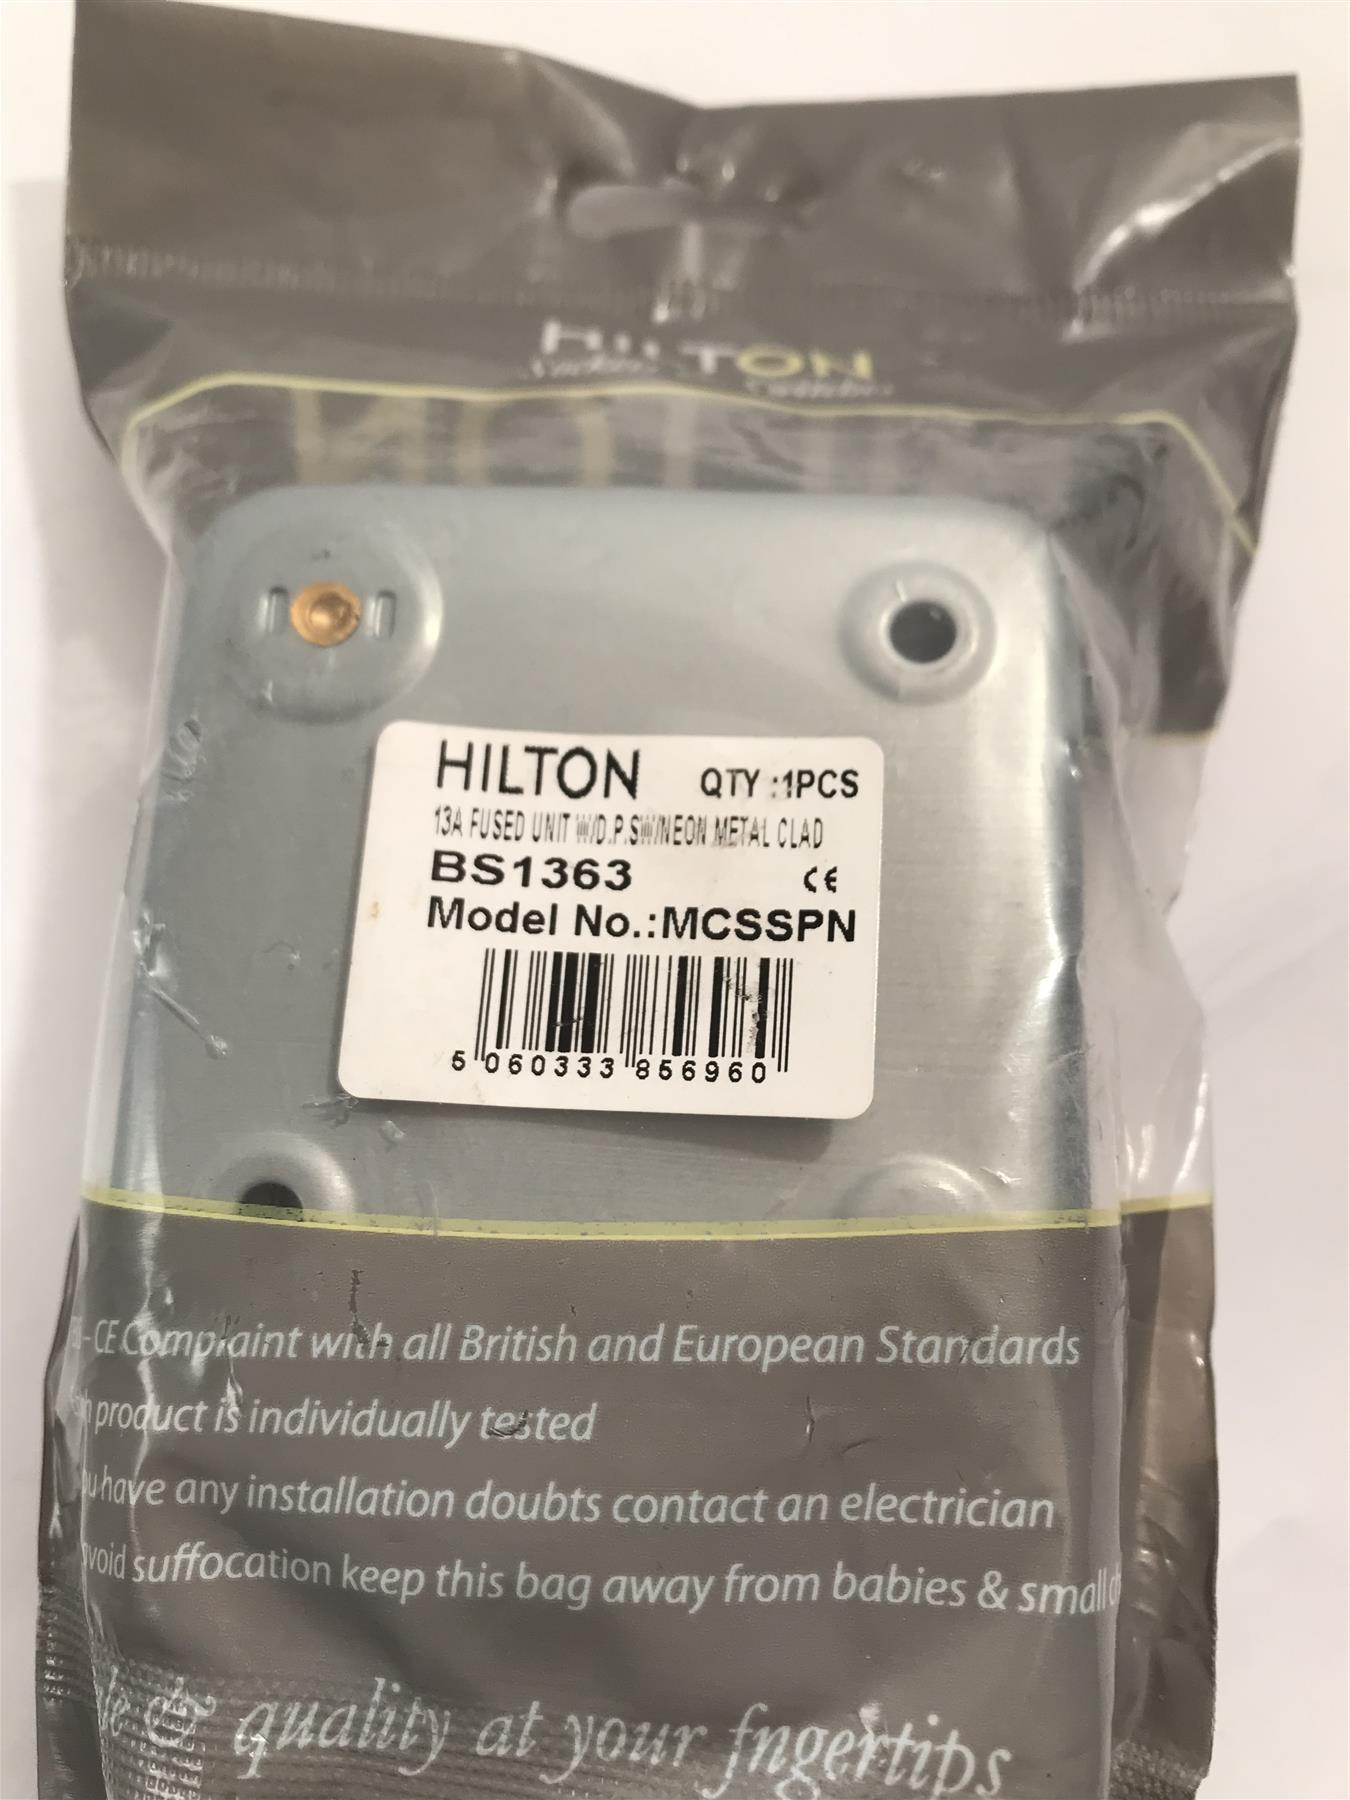 HILTON
HILTON QTY :1PCS
13A FUSED UNIT W/D.P.SW/NEON METAL CLAD
BS1363 CE
Model No.:MCSSPN
5 060333 856960
- CE Complaint with all British and European Standards
product is individually tested
have any installation doubts contact an electrician
suffocation keep this bag away from babies & small
& quality at your fngertips